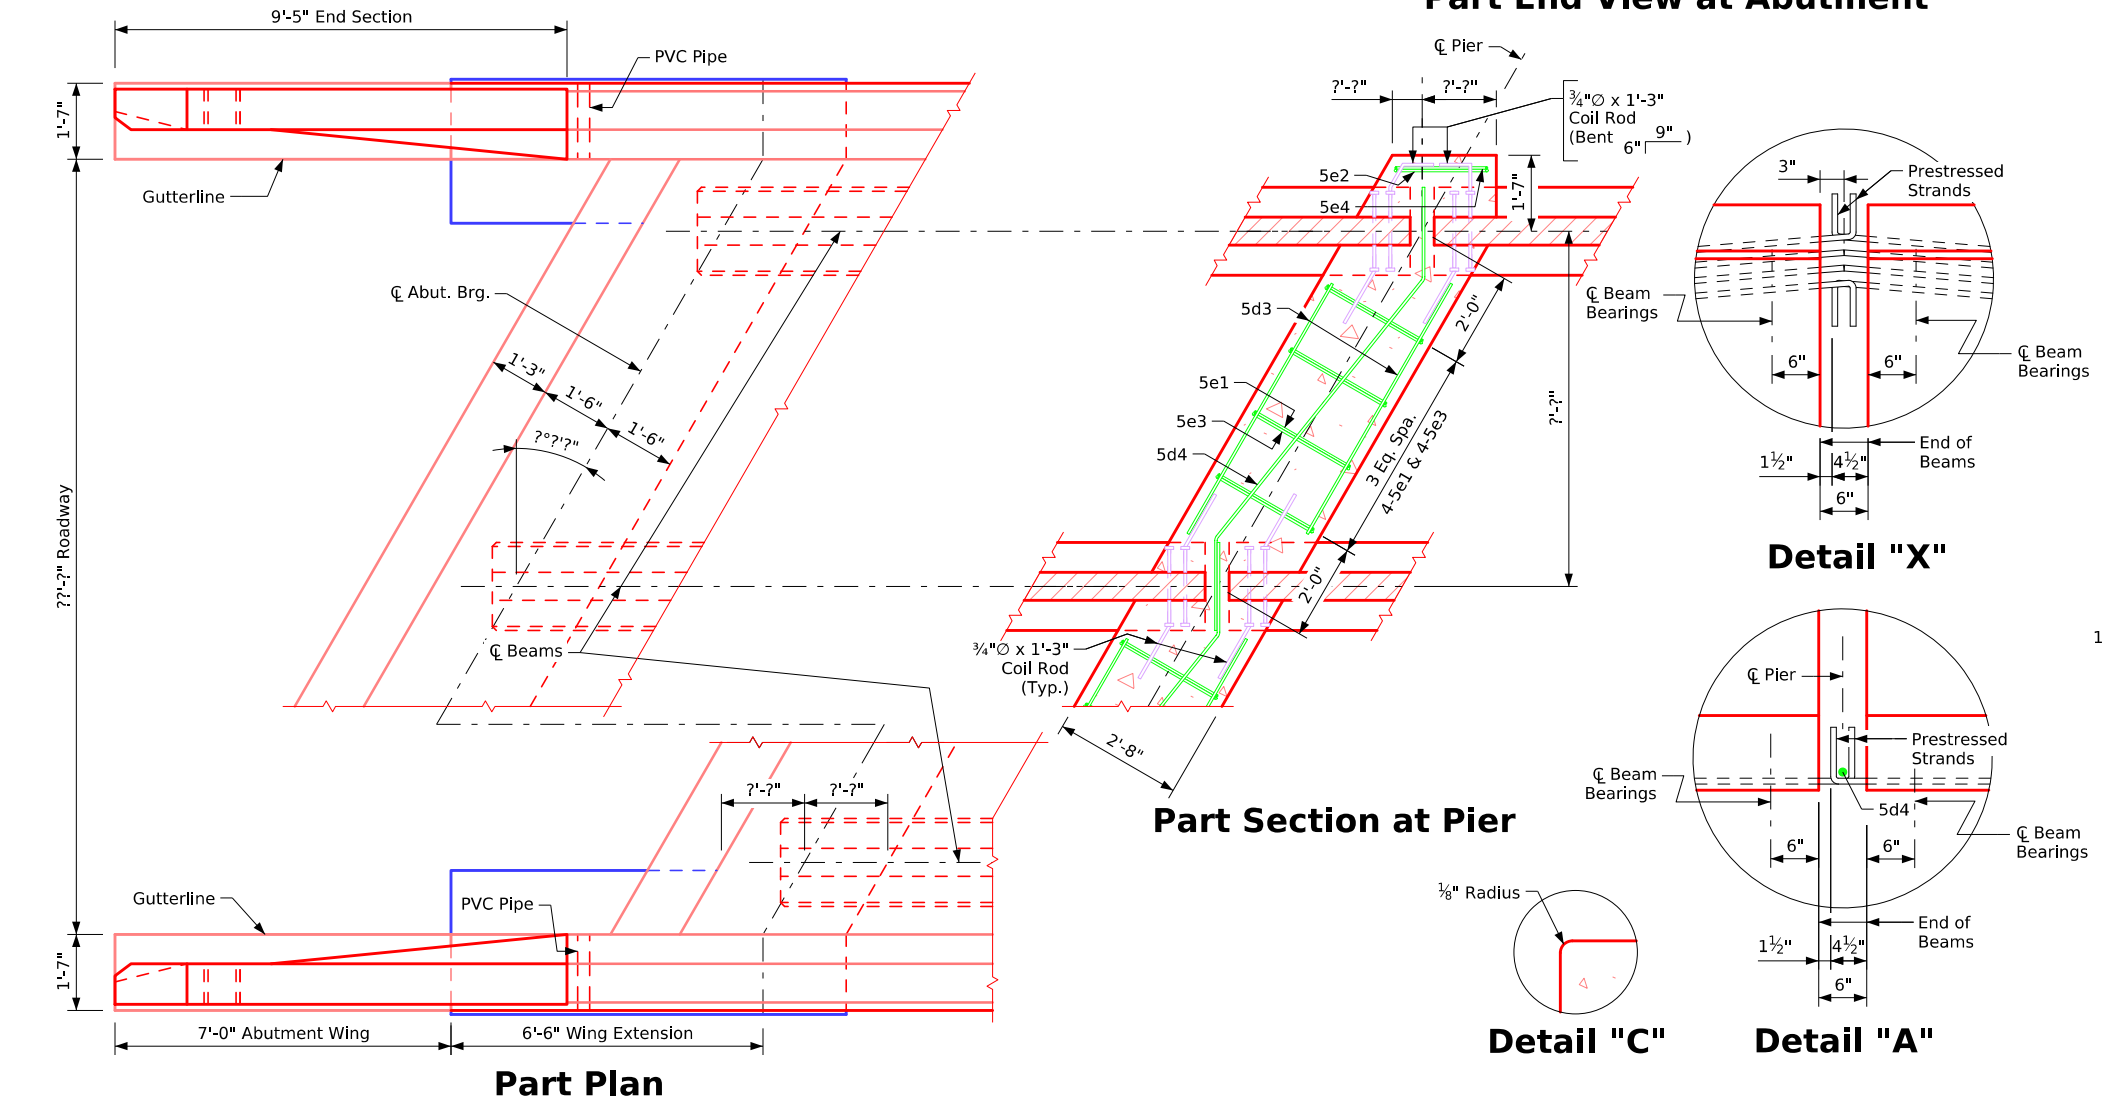 Part End View at Abutment
9'-5" End Section
PVC Pipe
1'-7"
Gutterline
℄ Abut. Brg.
1'-3"
1'-6"
1'-6"
?°?'?"
??'-?" Roadway
℄ Beams
?'-?"
?'-?"
Gutterline
PVC Pipe
1'-7"
7'-0" Abutment Wing
6'-6" Wing Extension
Part Plan
℄ Pier
?'-?"
?'-?"
¾"∅ x 1'-3"
Coil Rod
(Bent 6" 9" )
5e2
5e4
1'-7"
5d3
2'-0"
5e1
5e3
5d4
3 Eq. Spa.
4-5e1 & 4-5e3
?'-?"
2'-0"
¾"∅ x 1'-3"
Coil Rod
(Typ.)
2'-8"
Part Section at Pier
3"
Prestressed
Strands
℄ Beam
Bearings
℄ Beam
Bearings
6"
6"
End of
Beams
1½"
4½"
6"
Detail "X"
1
℄ Pier
Prestressed
Strands
℄ Beam
Bearings
5d4
℄ Beam
Bearings
6"
6"
End of
Beams
1½"
4½"
6"
Detail "A"
⅛" Radius
Detail "C"